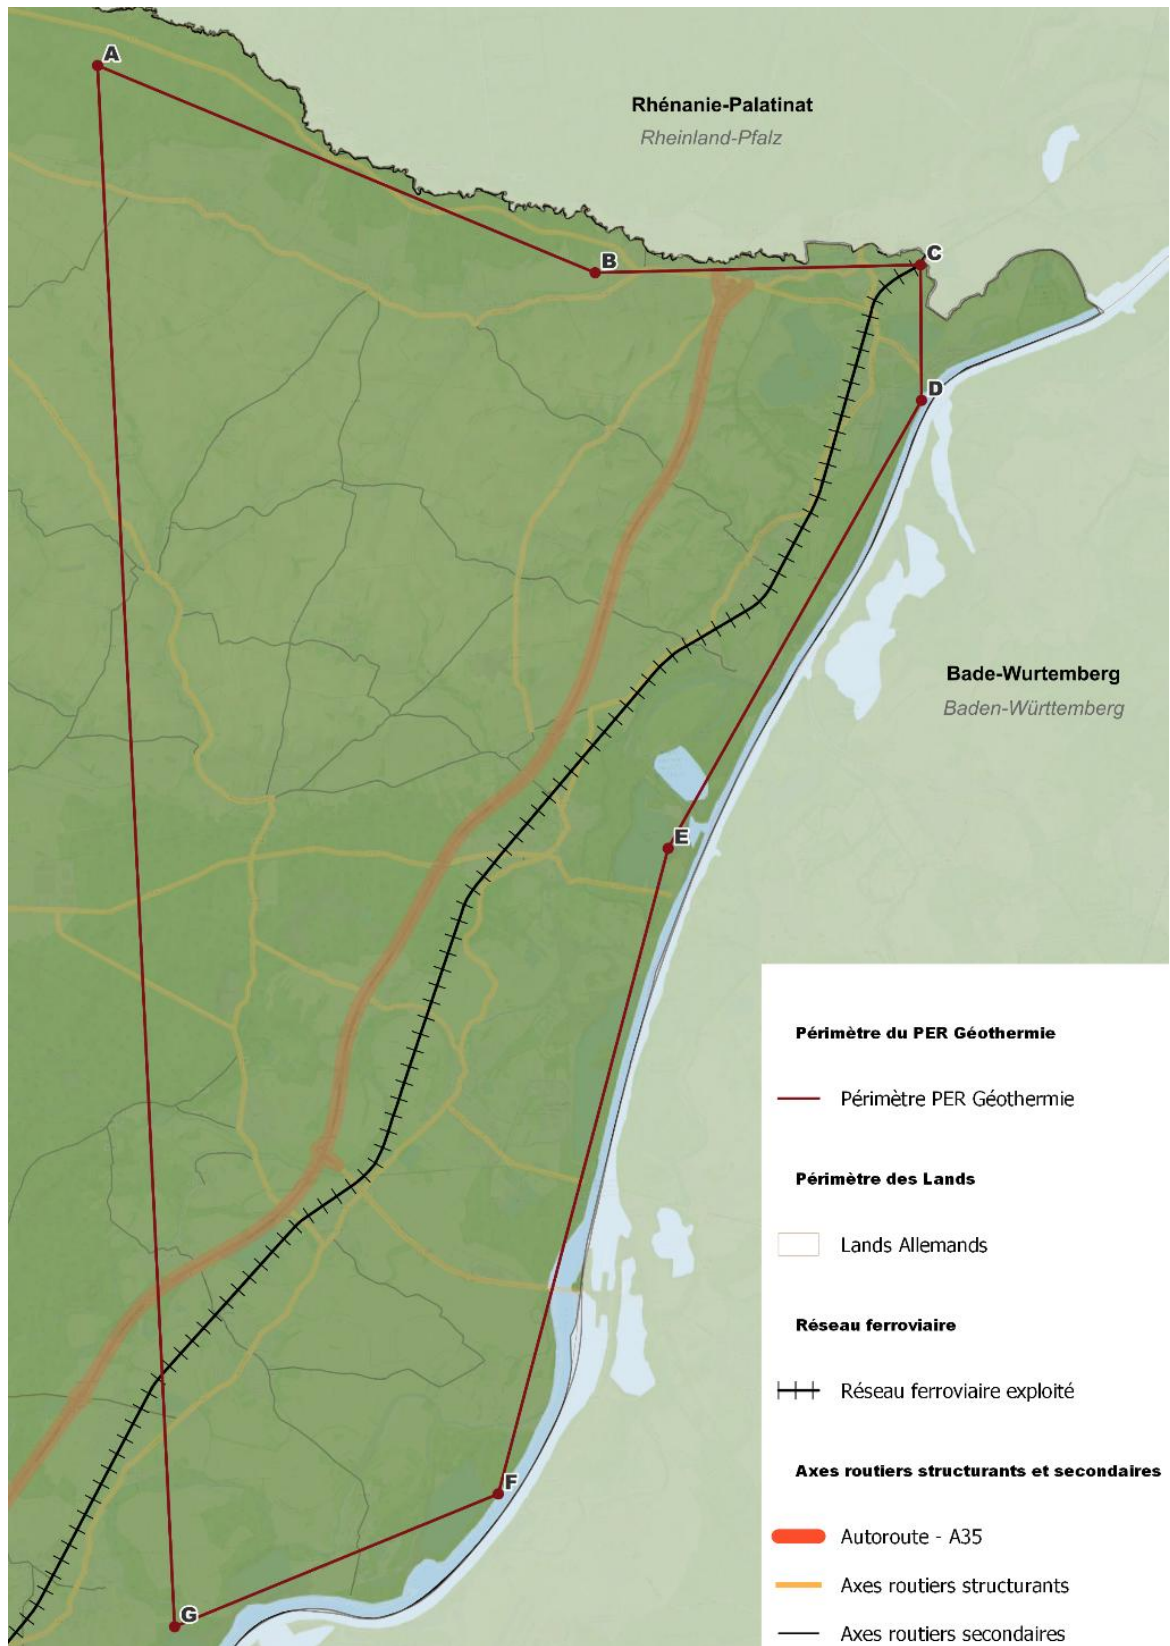 A
Rhénanie-Palatinat
Rheinland-Pfalz
B
C
D
Bade-Wurtemberg
Baden-Württemberg
E
F
G
Périmètre du PER Géothermie
Périmètre PER Géothermie
Périmètre des Lands
Lands Allemands
Réseau ferroviaire
Réseau ferroviaire exploité
Axes routiers structurants et secondaires
Autoroute - A35
Axes routiers structurants
Axes routiers secondaires